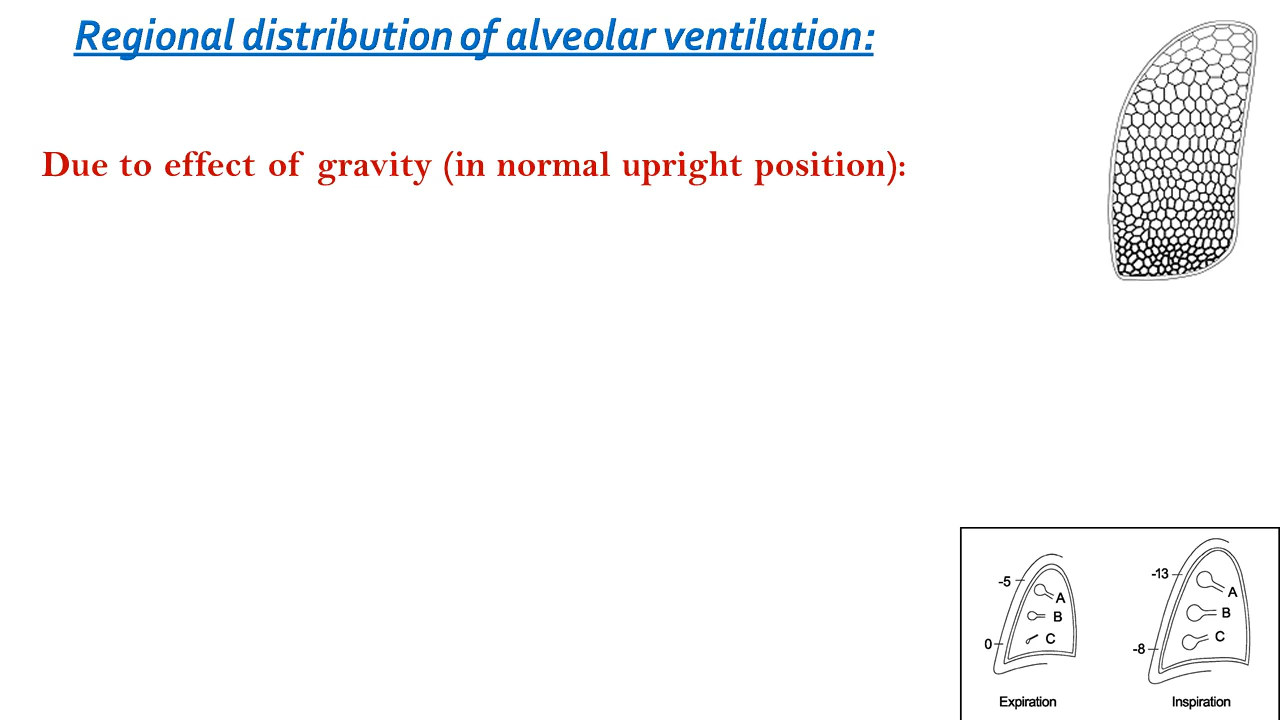 Regional distribution of alveolar ventilation:
Due to effect of gravity (in normal upright position):
-5
A
B
0
C
Expiration
-13
A
B
C
-8
Inspiration